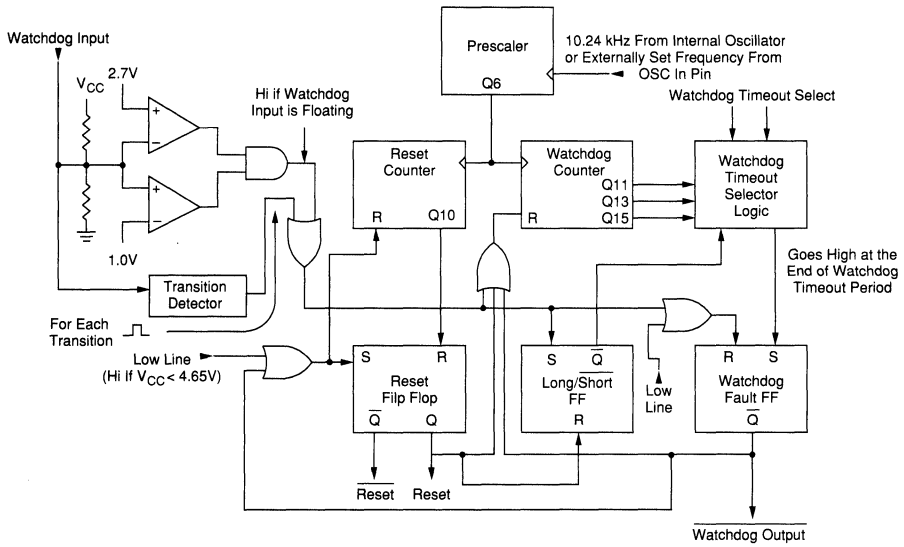 Watchdog Input
VCC
2.7V
1.0V
Hi if Watchdog
Input is Floating
Prescaler
Q6
10.24 kHz From Internal Oscillator
or Externally Set Frequency From
OSC In Pin
Watchdog Timeout Select
Reset
Counter
R
Q10
Watchdog
Counter
Q11
Q13
Q15
R
Watchdog
Timeout
Selector
Logic
Goes High at the
End of Watchdog
Timeout Period
Transition
Detector
For Each
Transition
Low Line
(Hi If VCC < 4.65V)
S
R
Reset
Filp Flop
Q̅
Q
Reset
Reset
S
Q̅
Long/Short
FF
R
Low
Line
R
S
Watchdog
Fault FF
Q̅
Watchdog Output
+
−
+
−